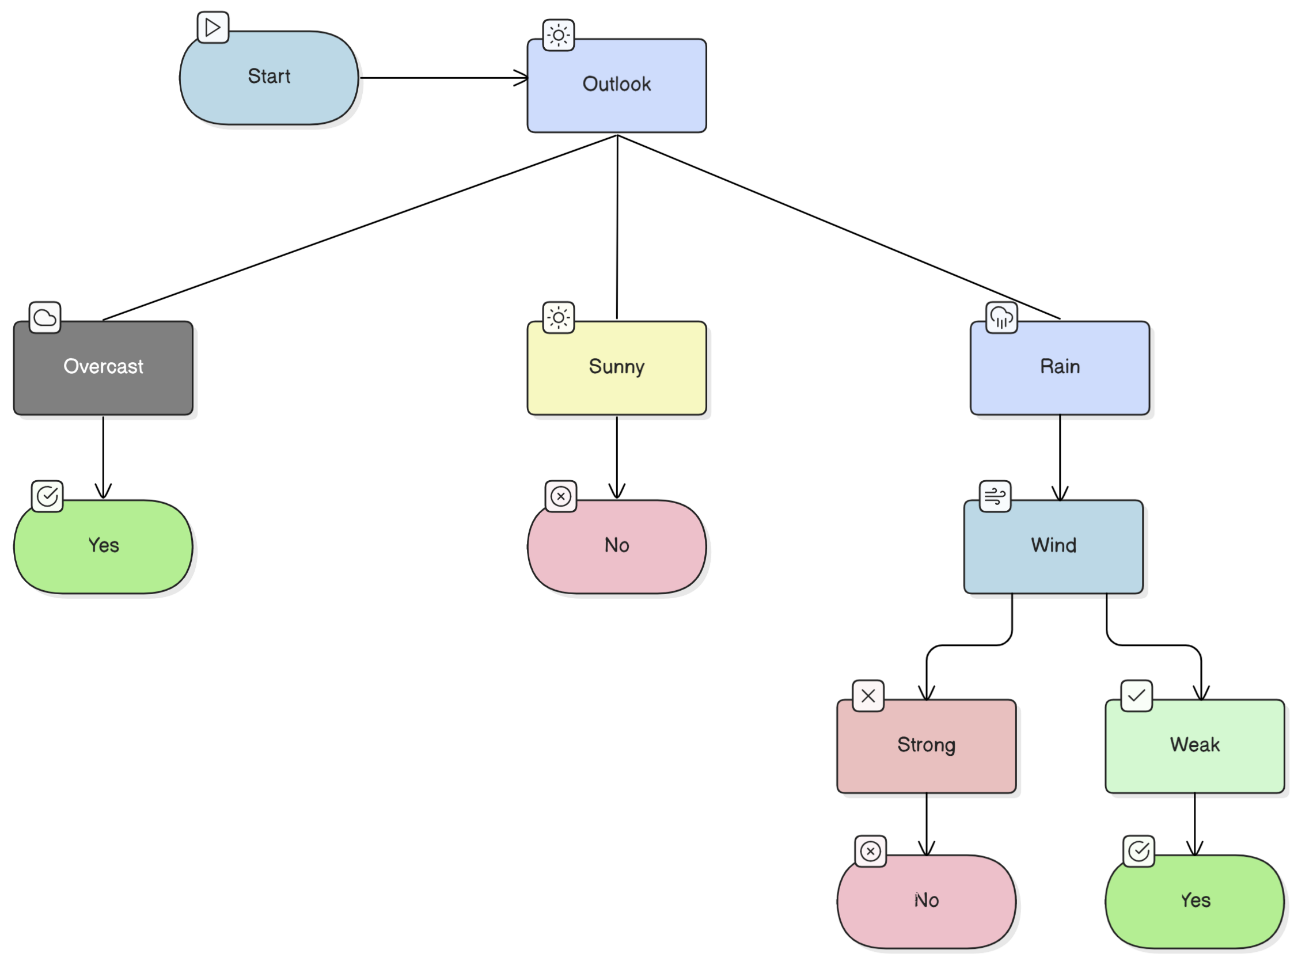 Start
Outlook
Overcast
Sunny
Rain
Yes
No
Wind
Strong
Weak
No
Yes